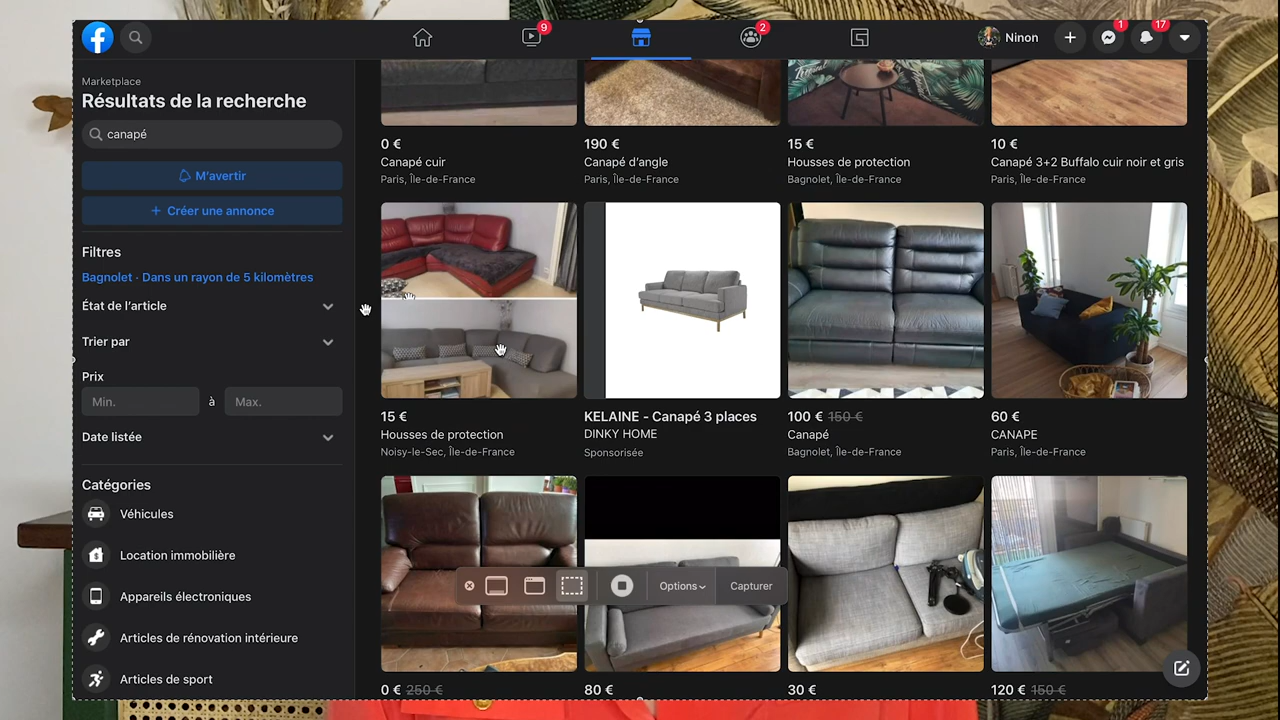 9
2
Ninon
1
17
Marketplace
Résultats de la recherche
canapé
M'avertir
+ Créer une annonce
Filtres
Bagnolet · Dans un rayon de 5 kilomètres
État de l'article
Trier par
Prix
Min.
à
Max.
Date listée
Catégories
Véhicules
Location immobilière
Appareils électroniques
Articles de rénovation intérieure
Articles de sport
Tropical
0 €
Canapé cuir
Paris, Île-de-France
190 €
Canapé d'angle
Paris, Île-de-France
15 €
Housses de protection
Bagnolet, Île-de-France
10 €
Canapé 3+2 Buffalo cuir noir et gris
Paris, Île-de-France
15 €
Housses de protection
Noisy-le-Sec, Île-de-France
KELAINE - Canapé 3 places
DINKY HOME
Sponsorisée
100 € 150 €
Canapé
Bagnolet, Île-de-France
60 €
CANAPE
Paris, Île-de-France
Options
Capturer
0 € 250 €
80 €
30 €
120 € 150 €